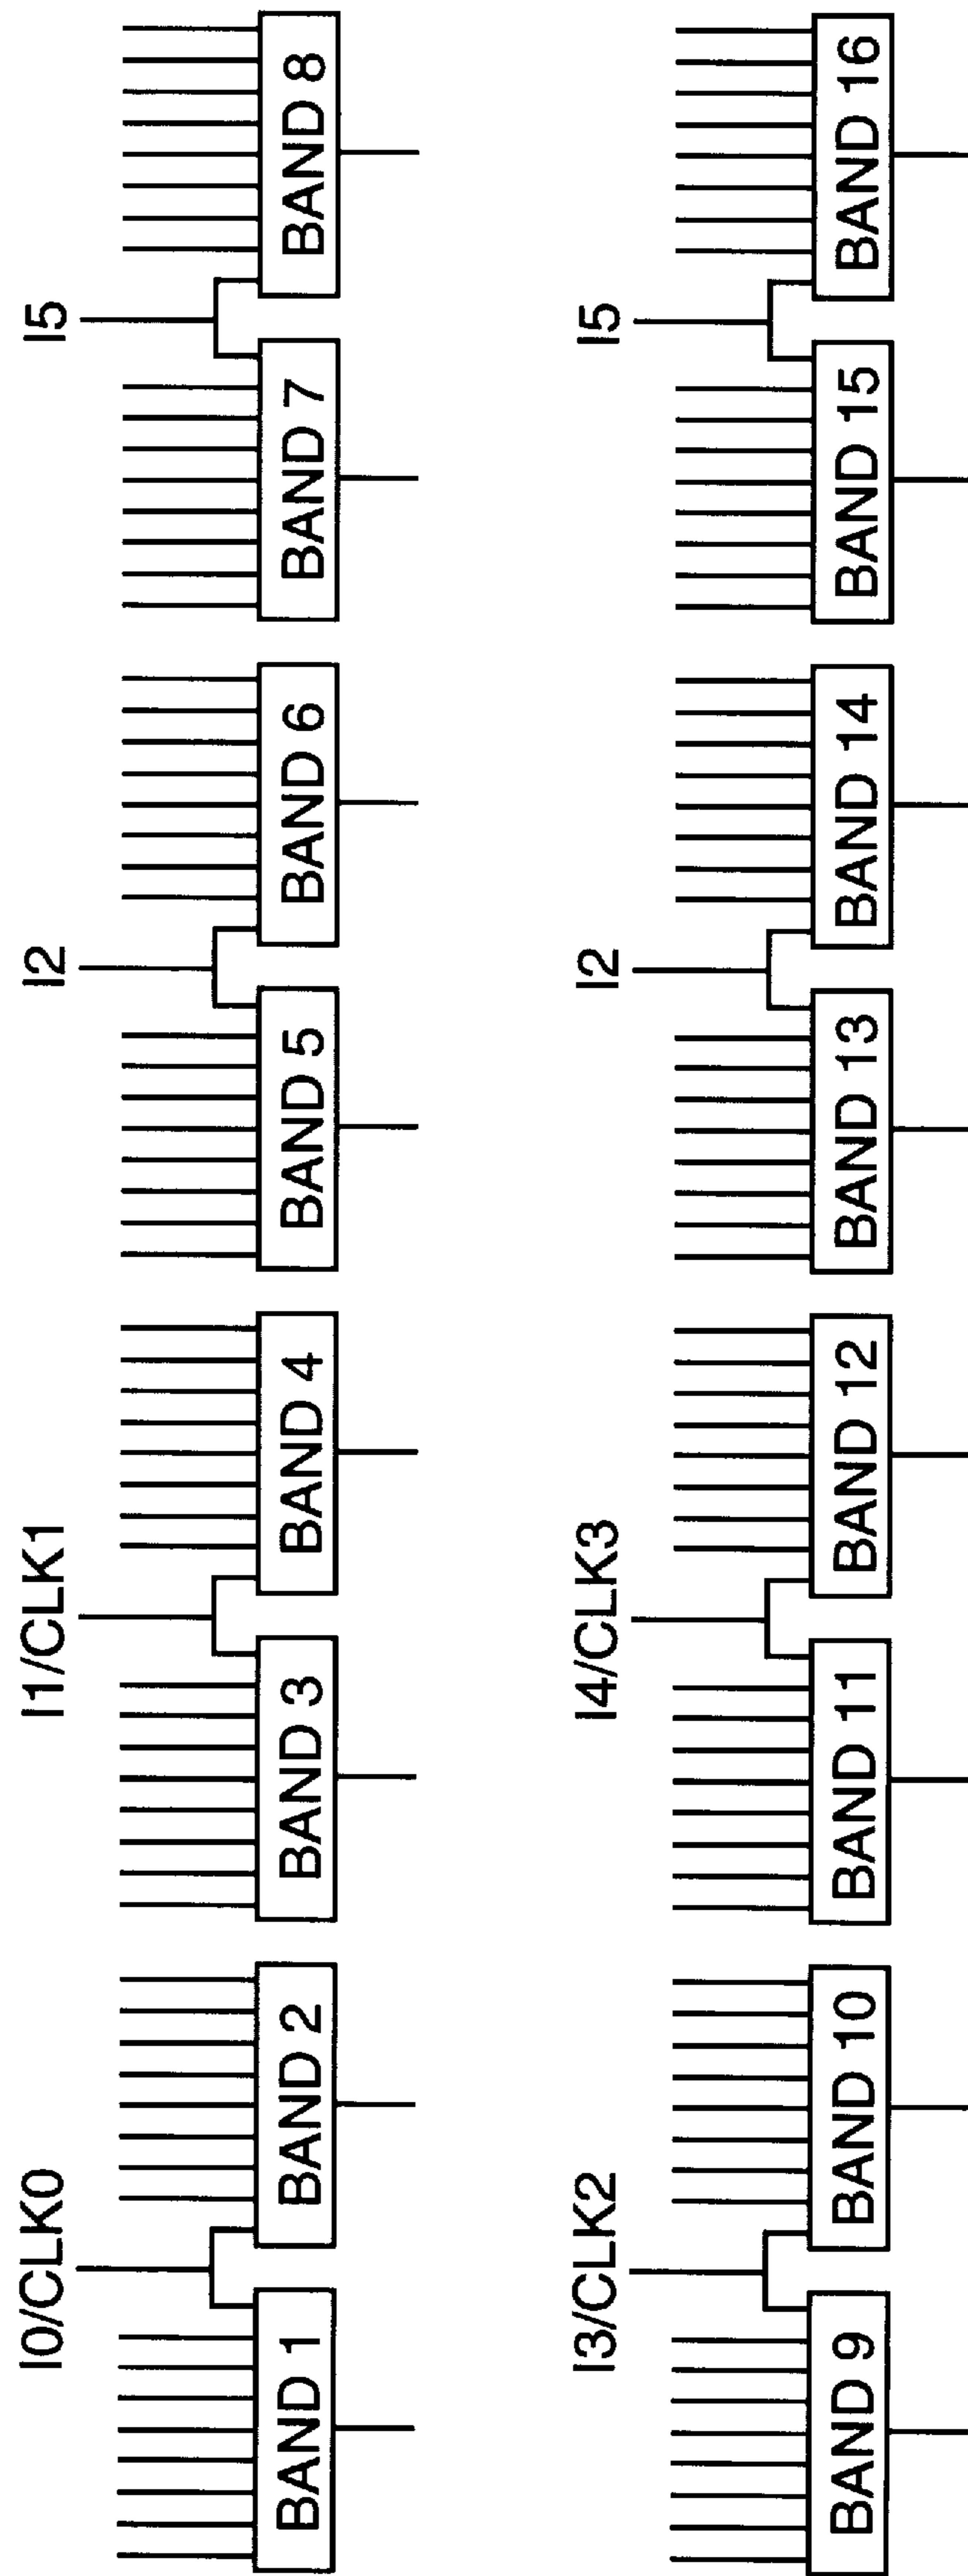 I0/CLK0
I1/CLK1
I2
I5
BAND 1
BAND 2
BAND 3
BAND 4
BAND 5
BAND 6
BAND 7
BAND 8
I3/CLK2
I4/CLK3
I2
I5
BAND 9
BAND 10
BAND 11
BAND 12
BAND 13
BAND 14
BAND 15
BAND 16